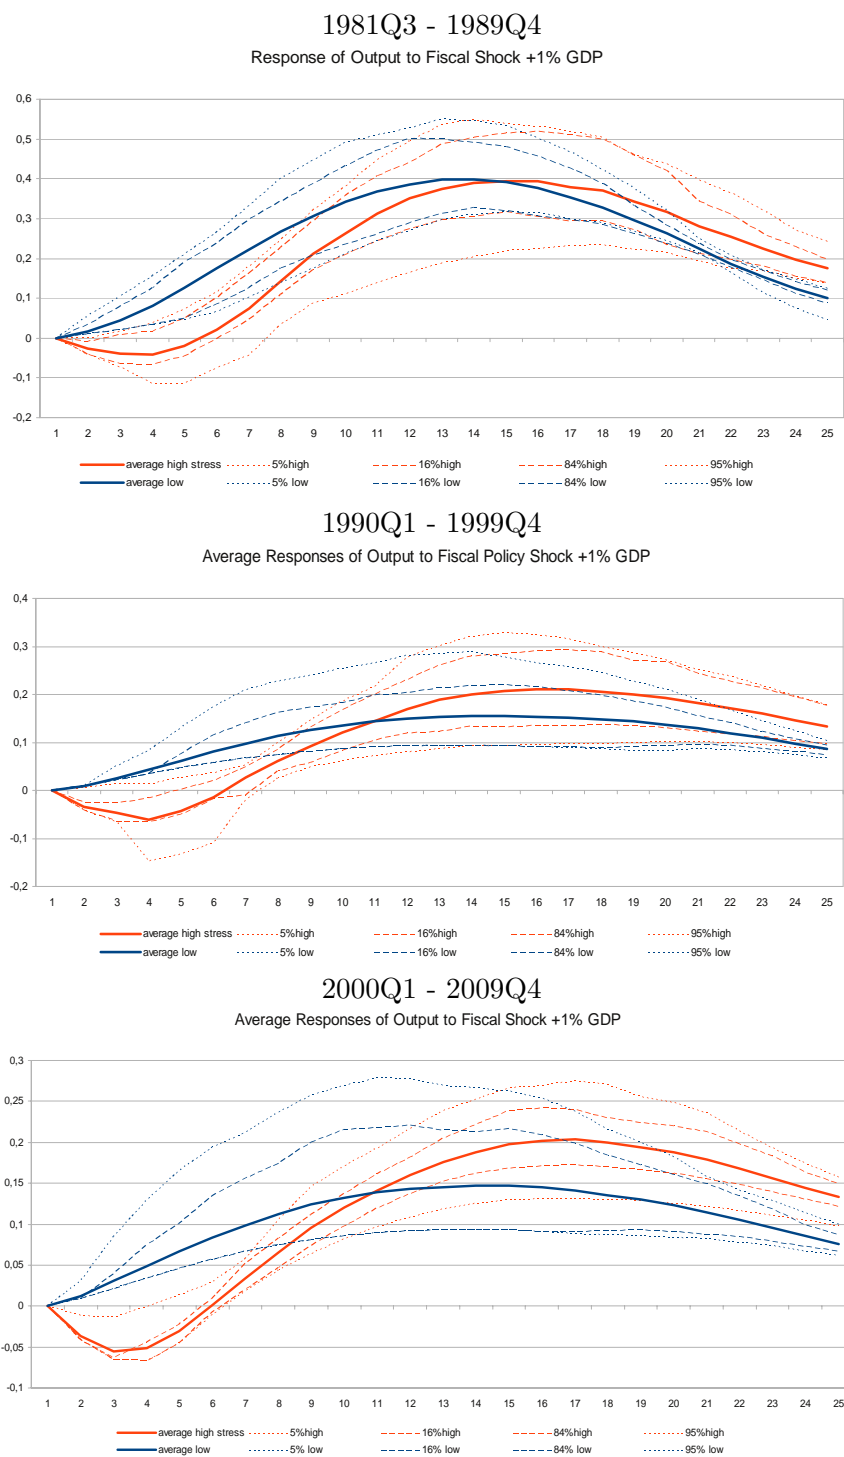 1981Q3 - 1989Q4
Response of Output to Fiscal Shock +1% GDP
0,6
0,5
0,4
0,3
0,2
0,1
0
-0,1
-0,2
1 2 3 4 5 6 7 8 9 10 11 12 13 14 15 16 17 18 19 20 21 22 23 24 25
average high stress 5%high 16%high 84%high 95%high
average low 5% low 16% low 84% low 95% low
1990Q1 - 1999Q4
Average Responses of Output to Fiscal Policy Shock +1% GDP
0,4
0,3
0,2
0,1
0
-0,1
-0,2
1 2 3 4 5 6 7 8 9 10 11 12 13 14 15 16 17 18 19 20 21 22 23 24 25
average high stress 5%high 16%high 84%high 95%high
average low 5% low 16% low 84% low 95% low
2000Q1 - 2009Q4
Average Responses of Output to Fiscal Shock +1% GDP
0,3
0,25
0,2
0,15
0,1
0,05
0
-0,05
-0,1
1 2 3 4 5 6 7 8 9 10 11 12 13 14 15 16 17 18 19 20 21 22 23 24 25
average high stress 5%high 16%high 84%high 95%high
average low 5% low 16% low 84% low 95% low